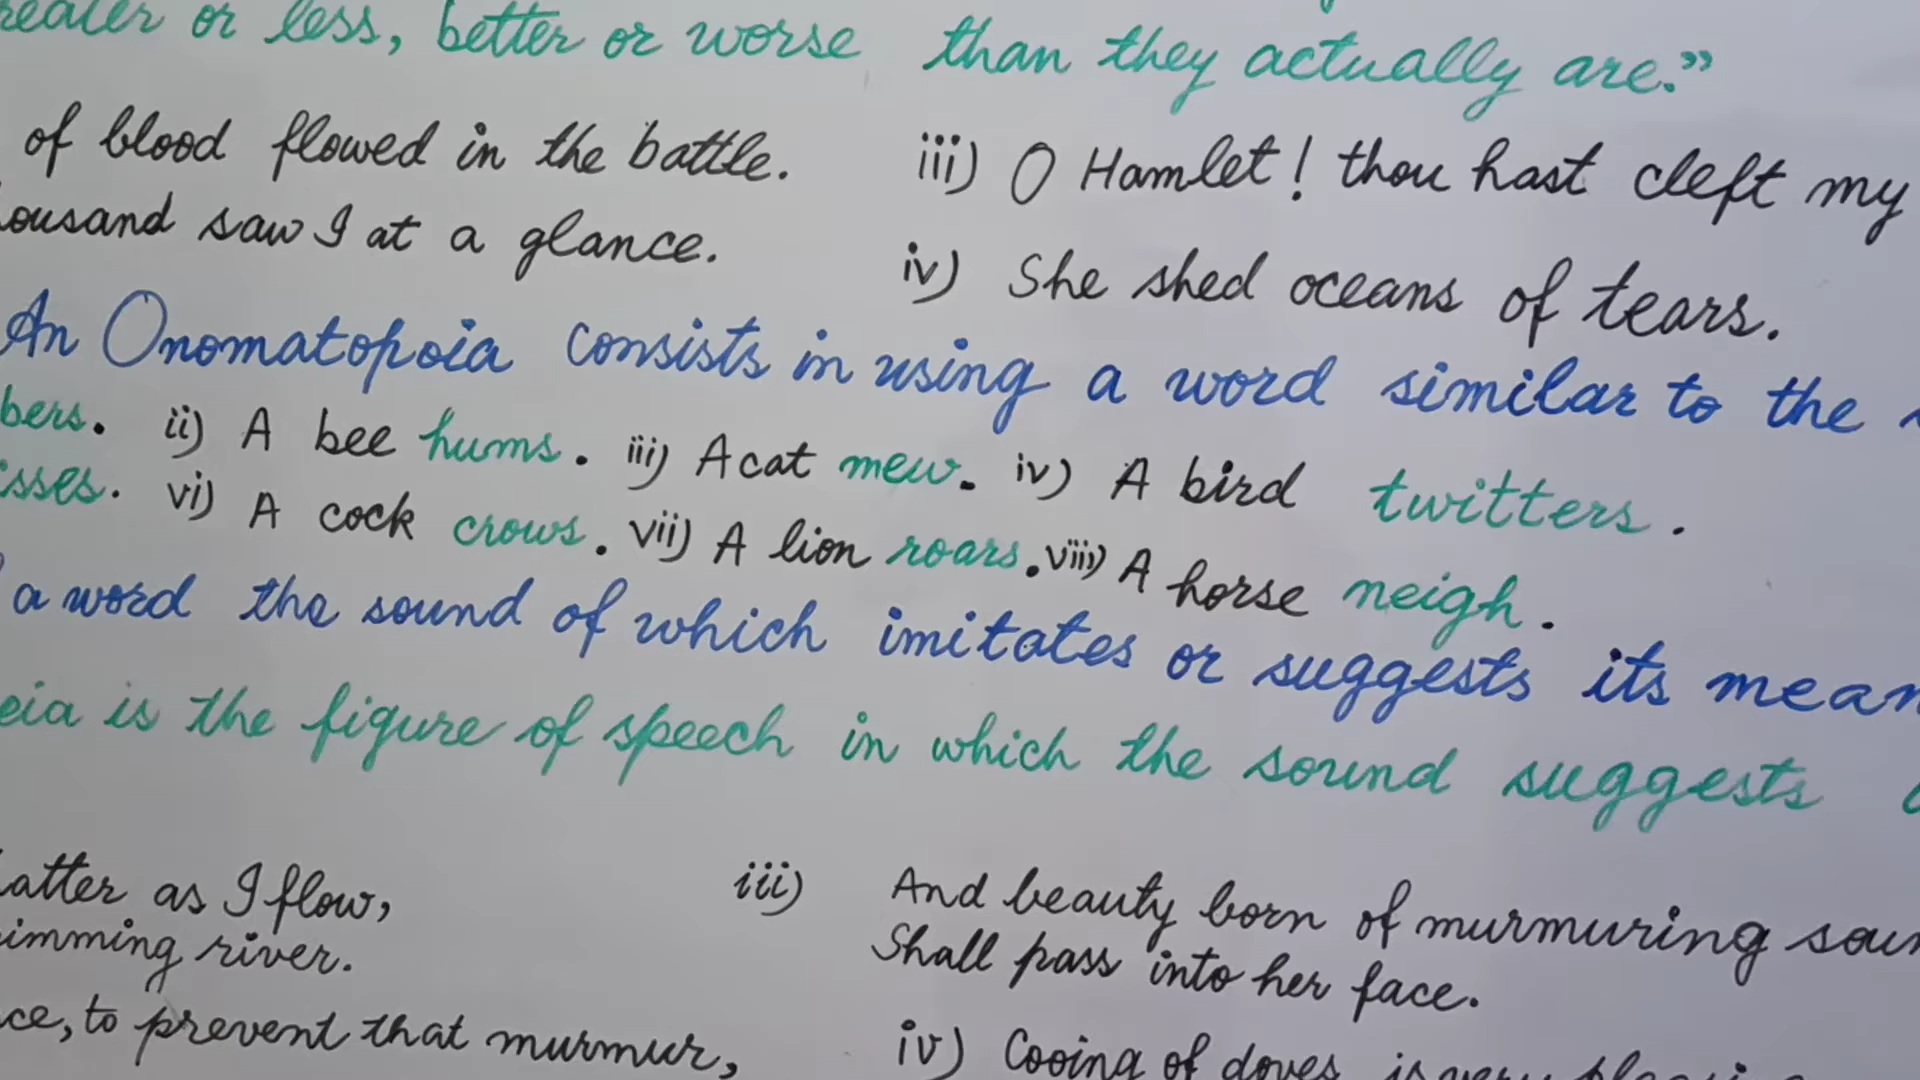 or less, better or worse than they actually are."
of blood flowed in the battle. iii) O Hamlet! thou hast cleft my
saw I at a glance. iv) She shed oceans of tears.
An Onomatopoia consists in using a word similar to the
bers. ii) A bee hums. iii) A cat mew. iv) A bird twitters.
isses. vi) A cock crows. vii) A lion roars. viii) A horse neigh.
a word the sound of which imitates or suggests its mean
eia is the figure of speech in which the sound suggests
atter as I flow, iii) And beauty born of murmuring soun
imming river. Shall pass into her face.
ce, to prevent that murmur, iv) Cooing of doves is very